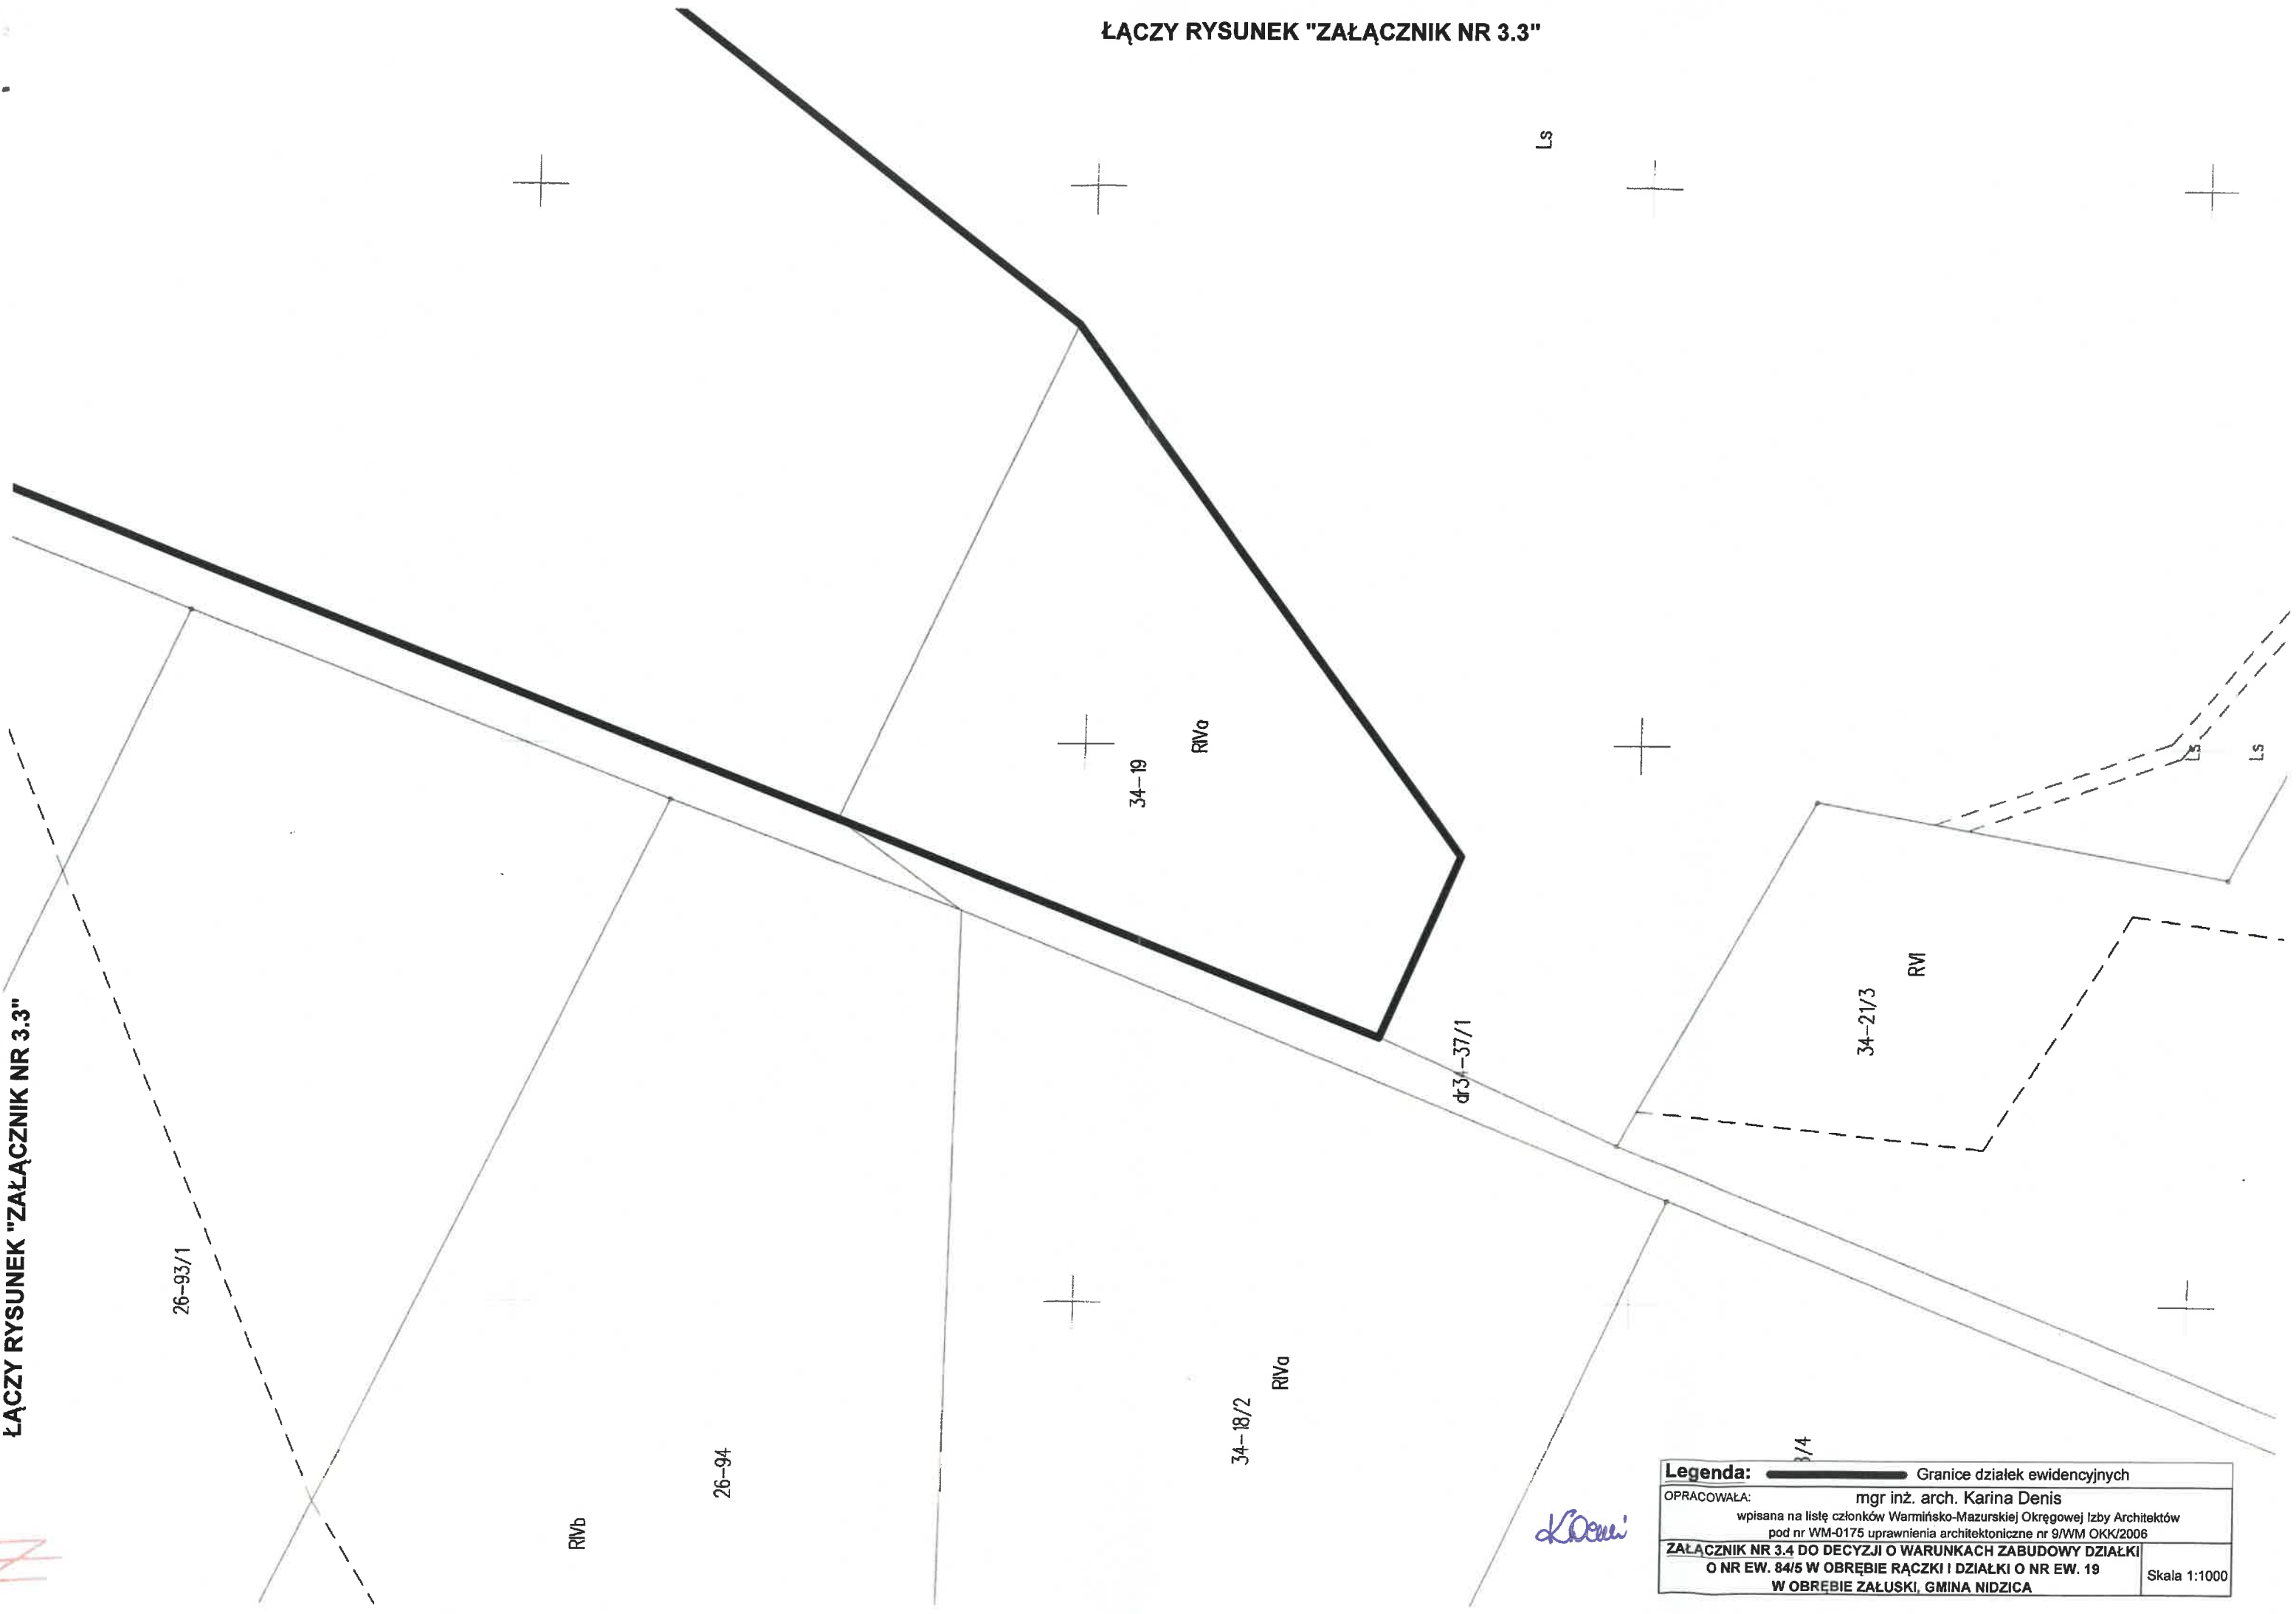 ŁĄCZY RYSUNEK "ZAŁĄCZNIK NR 3.3"
Ls
34-19
RIVa
Ls
Ls
RVI
34-21/3
dr34-37/1
ŁĄCZY RYSUNEK "ZAŁĄCZNIK NR 3.3"
26-93/1
26-94
RIVb
34-18/2
RIVa
3/4
Legenda: Granice działek ewidencyjnych
OPRACOWAŁA: mgr inż. arch. Karina Denis
wpisana na listę członków Warmińsko-Mazurskiej Okręgowej Izby Architektów
pod nr WM-0175 uprawnienia architektoniczne nr 9/WM OKK/2006
ZAŁĄCZNIK NR 3.4 DO DECYZJI O WARUNKACH ZABUDOWY DZIAŁKI
O NR EW. 84/5 W OBRĘBIE RĄCZKI I DZIAŁKI O NR EW. 19
W OBRĘBIE ZAŁUSKI, GMINA NIDZICA
Skala 1:1000